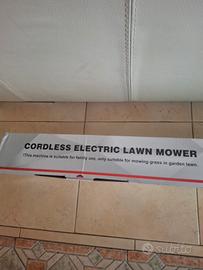 CORDLESS ELECTRIC LAWN MOWER
(This machine is suitable for family use, only suitable for mowing grass in garden lawn.
subito